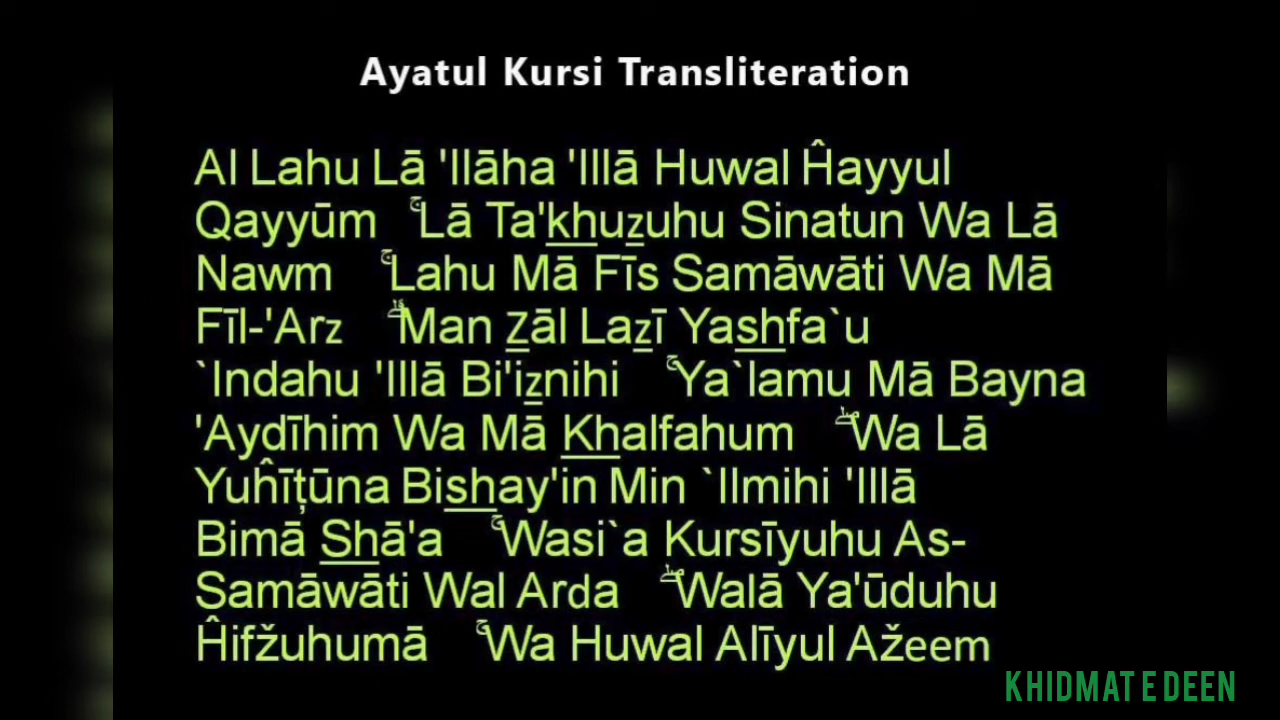 Ayatul Kursi Transliteration
Al Lahu Lā 'Ilāha 'Illā Huwal Ĥayyul
Qayyūm ۚ Lā Ta'khuzuhu Sinatun Wa Lā
Nawm ۚ Lahu Mā Fīs Samāwāti Wa Mā
Fīl-'Arz ۗ Man Zāl Lazī Yashfa`u
`Indahu 'Illā Bi'iznihi ۚ Ya`lamu Mā Bayna
'Aydīhim Wa Mā Khalfahum ۖ Wa Lā
Yuĥīţūna Bishay'in Min `Ilmihi 'Illā
Bimā Shā'a ۚ Wasi`a Kursīyuhu As-
Samāwāti Wal Arda ۖ Walā Ya'ūduhu
Ĥifžuhumā ۚ Wa Huwal Alīyul Ažeem
KHIDMAT E DEEN